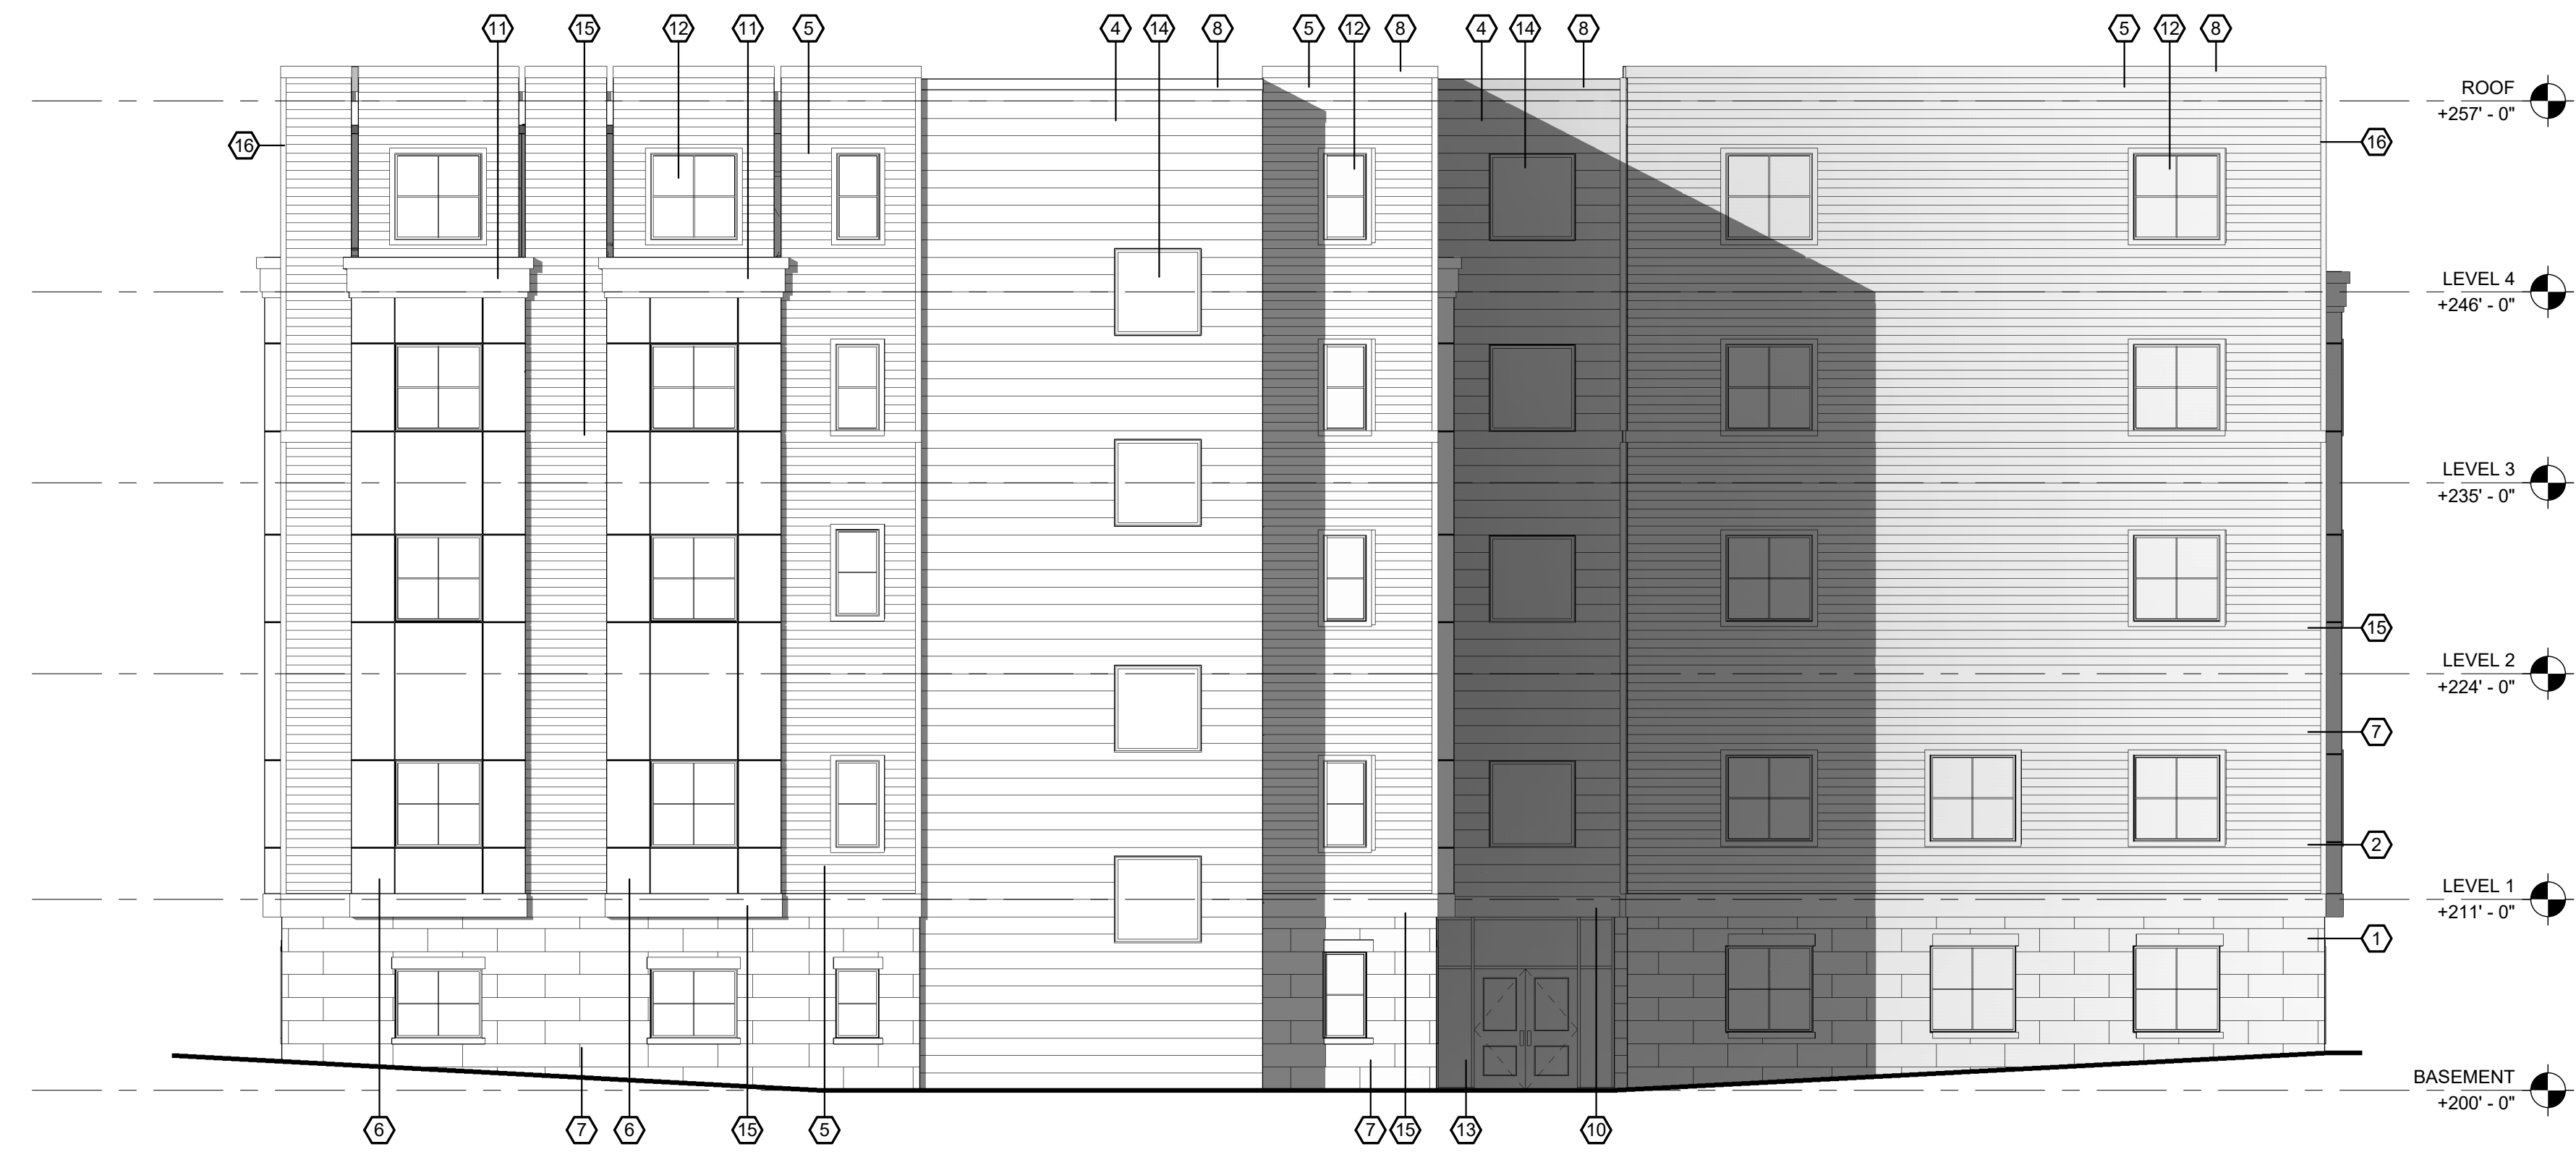 11 15 12 11 5 4 14 8 5 12 8 4 14 8 5 12 8
ROOF
+257' - 0"
16 16
LEVEL 4
+246' - 0"
LEVEL 3
+235' - 0"
15
LEVEL 2
+224' - 0"
7
2
LEVEL 1
+211' - 0"
1
BASEMENT
+200' - 0"
6 7 6 15 5 7 15 13 10